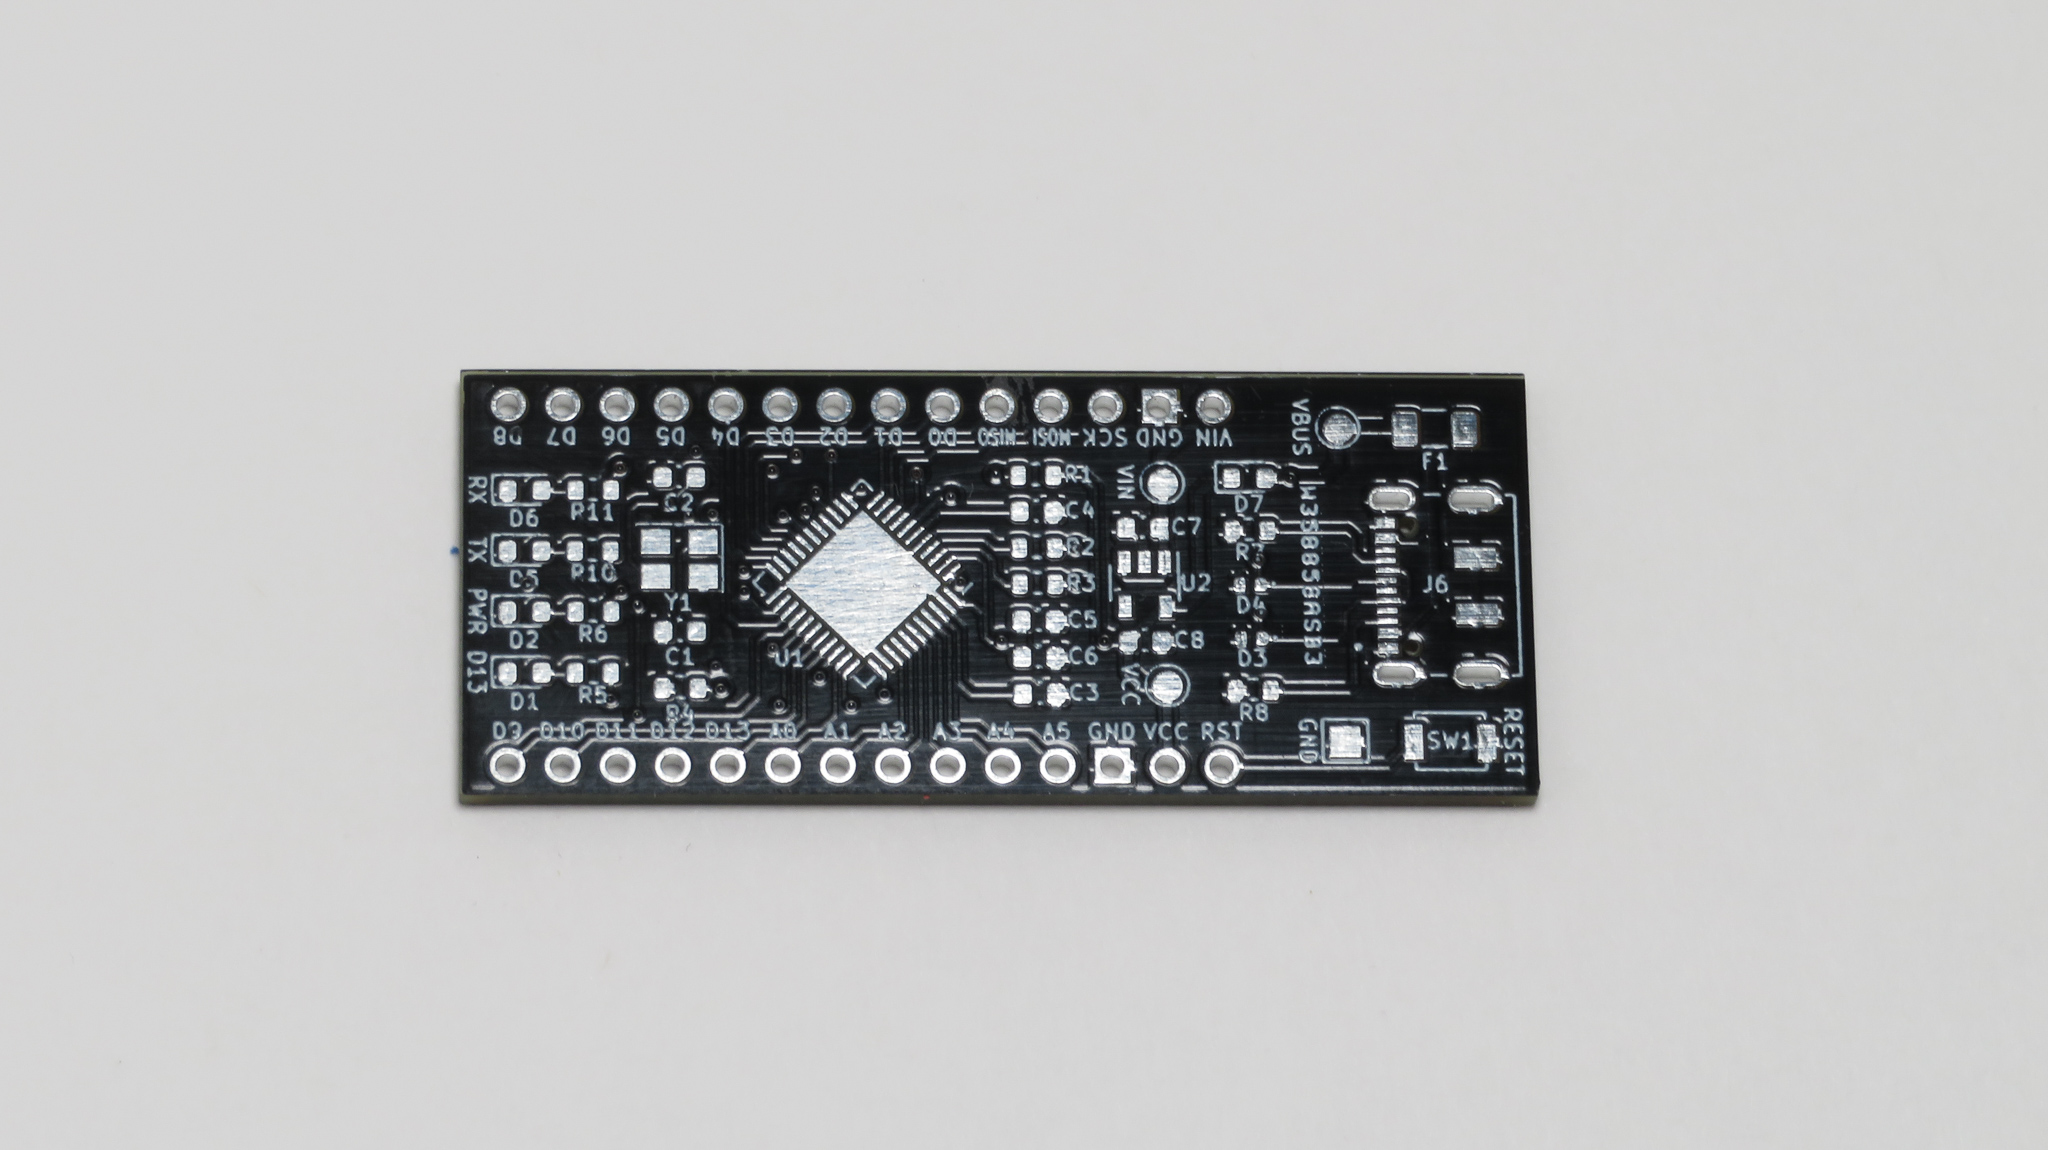 D8 D7 D6 D5 D4 D3 D2 D1 D0 MISO MOSI SCK GND VIN
VBUS
F1
RX
D6
R11
C2
R1
VIN
D7
C4
TX
D5
R10
C7
R2
R7
R3
U2
D4
J6
Y1
PWR
D2
R6
C5
C8
D3
C1
U1
C6
D13
D1
R5
C3
VCC
R8
R4
GND
SW1
RESET
D9 D10 D11 D12 D13 A0 A1 A2 A3 A4 A5 GND VCC RST